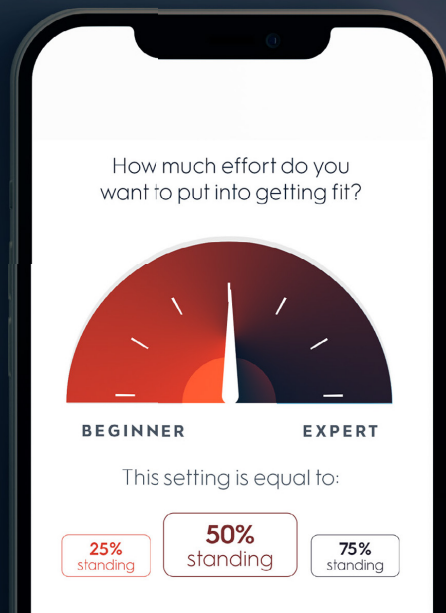 How much effort do you
want to put into getting fit?
BEGINNER EXPERT
This setting is equal to:
25%
standing
50%
standing
75%
standing